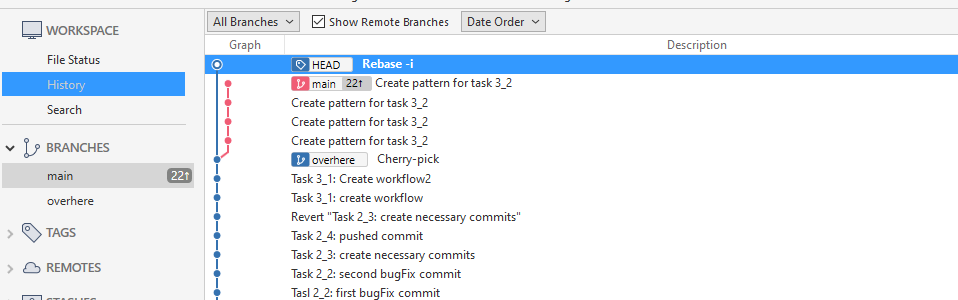 All Branches
Show Remote Branches
Date Order
WORKSPACE
File Status
History
Search
BRANCHES
main 22↑
overhere
TAGS
REMOTES
Graph Description
HEAD Rebase -i
main 22↑ Create pattern for task 3_2
Create pattern for task 3_2
Create pattern for task 3_2
Create pattern for task 3_2
overhere Cherry-pick
Task 3_1: Create workflow2
Task 3_1: create workflow
Revert "Task 2_3: create necessary commits"
Task 2_4: pushed commit
Task 2_3: create necessary commits
Task 2_2: second bugFix commit
Tasl 2_2: first bugFix commit